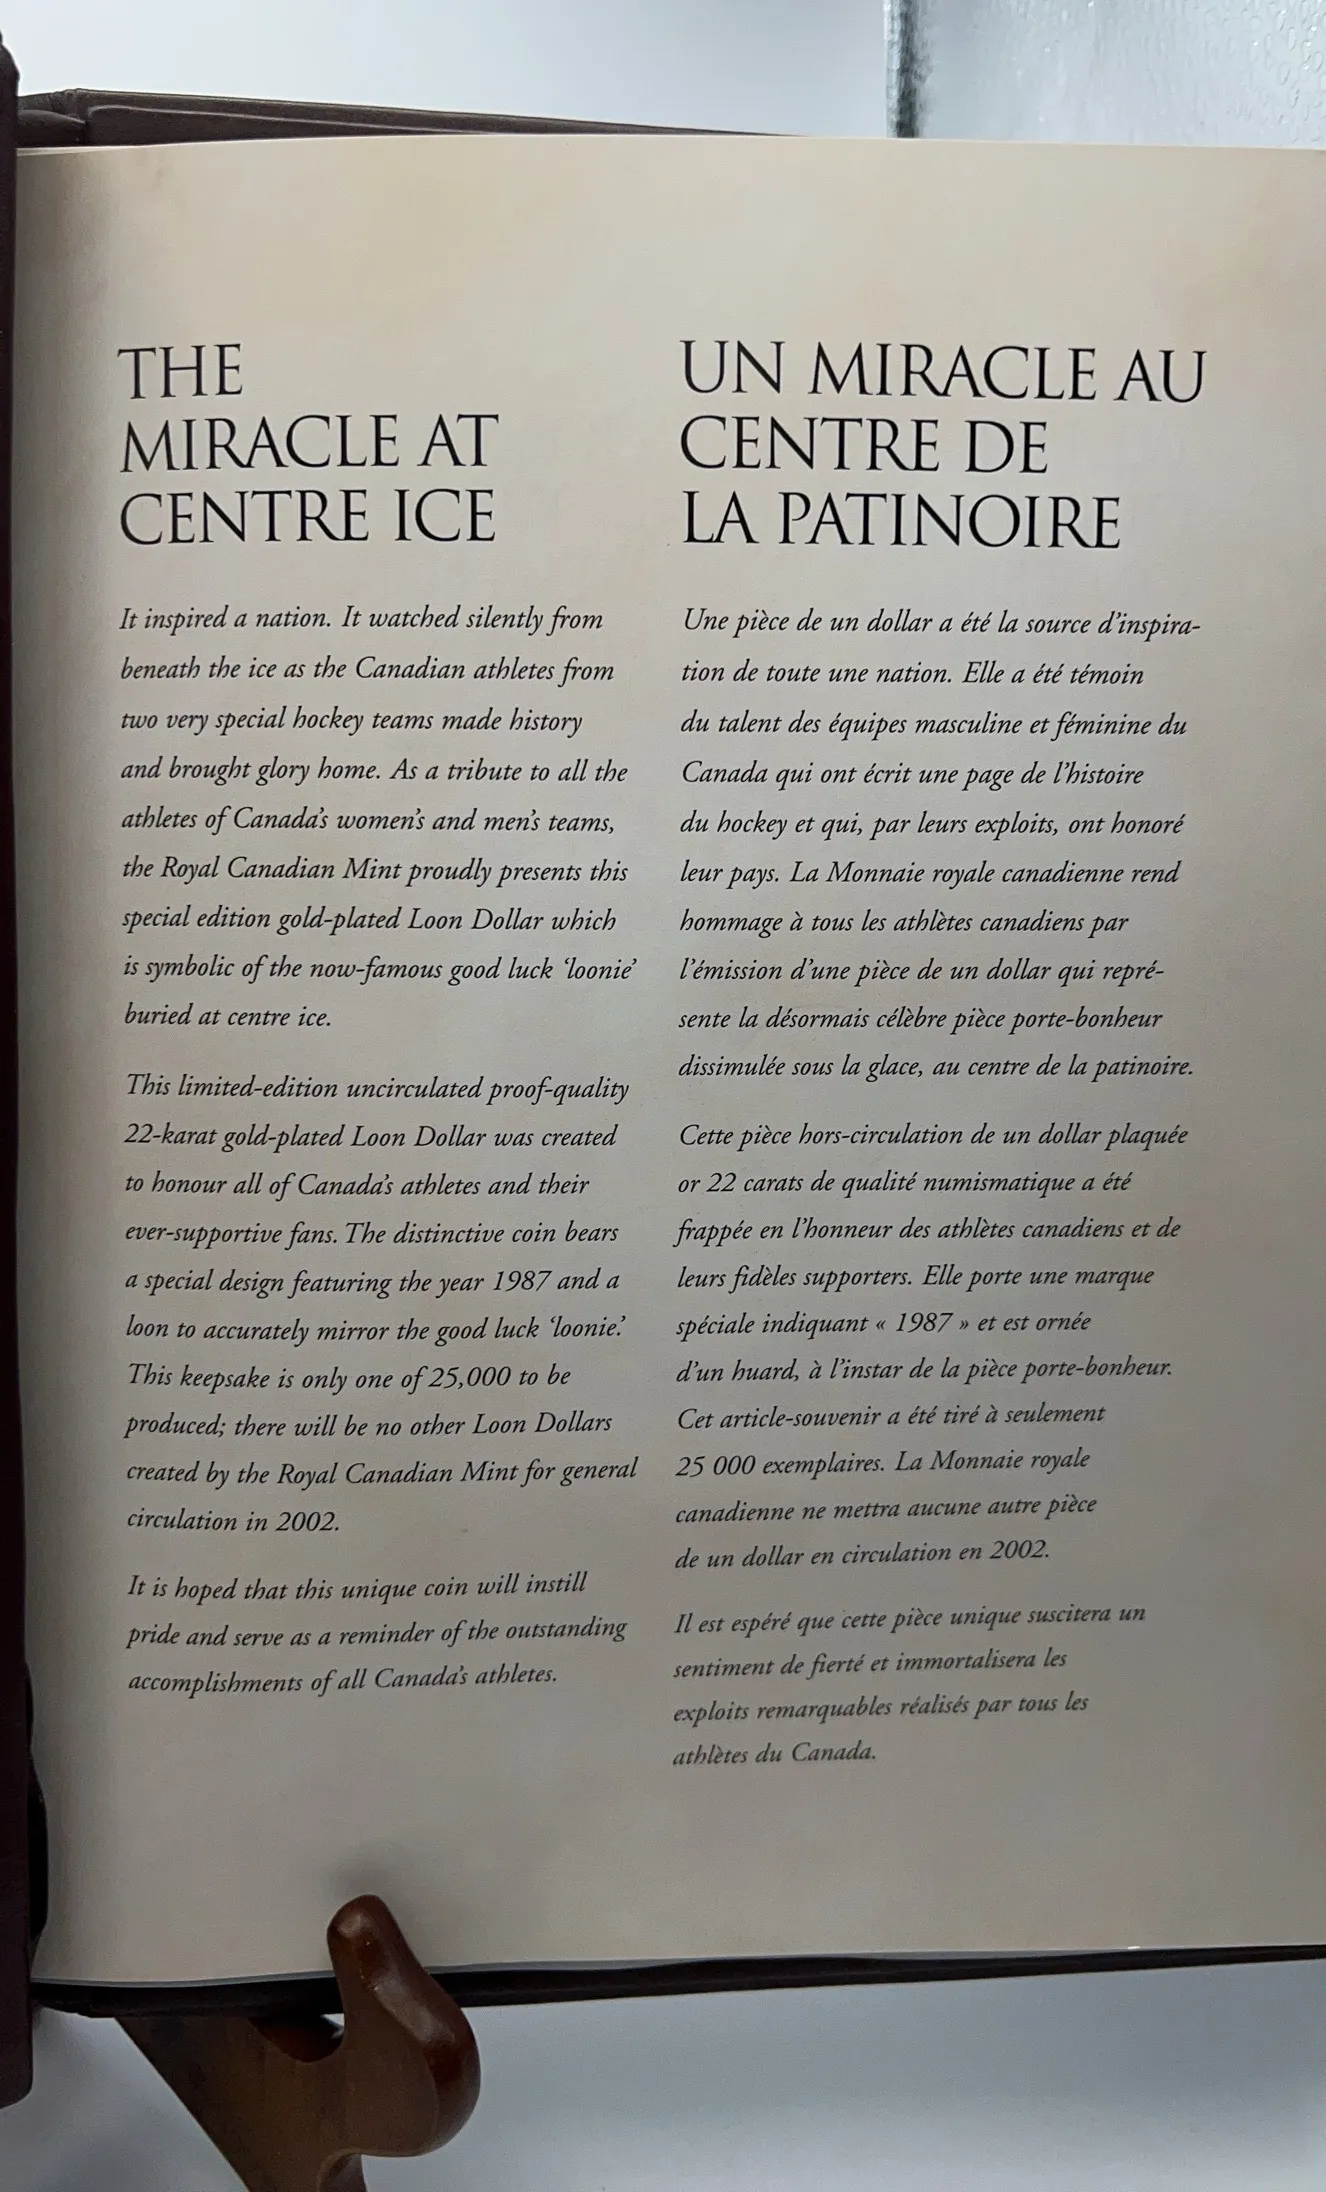 THE
MIRACLE AT
CENTRE ICE
It inspired a nation. It watched silently from
beneath the ice as the Canadian athletes from
two very special hockey teams made history
and brought glory home. As a tribute to all the
athletes of Canada's women's and men's teams,
the Royal Canadian Mint proudly presents this
special edition gold-plated Loon Dollar which
is symbolic of the now-famous good luck 'loonie'
buried at centre ice.
This limited-edition uncirculated proof-quality
22-karat gold-plated Loon Dollar was created
to honour all of Canada's athletes and their
ever-supportive fans. The distinctive coin bears
a special design featuring the year 1987 and a
loon to accurately mirror the good luck 'loonie.'
This keepsake is only one of 25,000 to be
produced; there will be no other Loon Dollars
created by the Royal Canadian Mint for general
circulation in 2002.
It is hoped that this unique coin will instill
pride and serve as a reminder of the outstanding
accomplishments of all Canada's athletes.
UN MIRACLE AU
CENTRE DE
LA PATINOIRE
Une pièce de un dollar a été la source d'inspira-
tion de toute une nation. Elle a été témoin
du talent des équipes masculine et féminine du
Canada qui ont écrit une page de l'histoire
du hockey et qui, par leurs exploits, ont honoré
leur pays. La Monnaie royale canadienne rend
hommage à tous les athlètes canadiens par
l'émission d'une pièce de un dollar qui repré-
sente la désormais célèbre pièce porte-bonheur
dissimulée sous la glace, au centre de la patinoire.
Cette pièce hors-circulation de un dollar plaquée
or 22 carats de qualité numismatique a été
frappée en l'honneur des athlètes canadiens et de
leurs fidèles supporters. Elle porte une marque
spéciale indiquant « 1987 » et est ornée
d'un huard, à l'instar de la pièce porte-bonheur.
Cet article-souvenir a été tiré à seulement
25 000 exemplaires. La Monnaie royale
canadienne ne mettra aucune autre pièce
de un dollar en circulation en 2002.
Il est espéré que cette pièce unique suscitera un
sentiment de fierté et immortalisera les
exploits remarquables réalisés par tous les
athlètes du Canada.